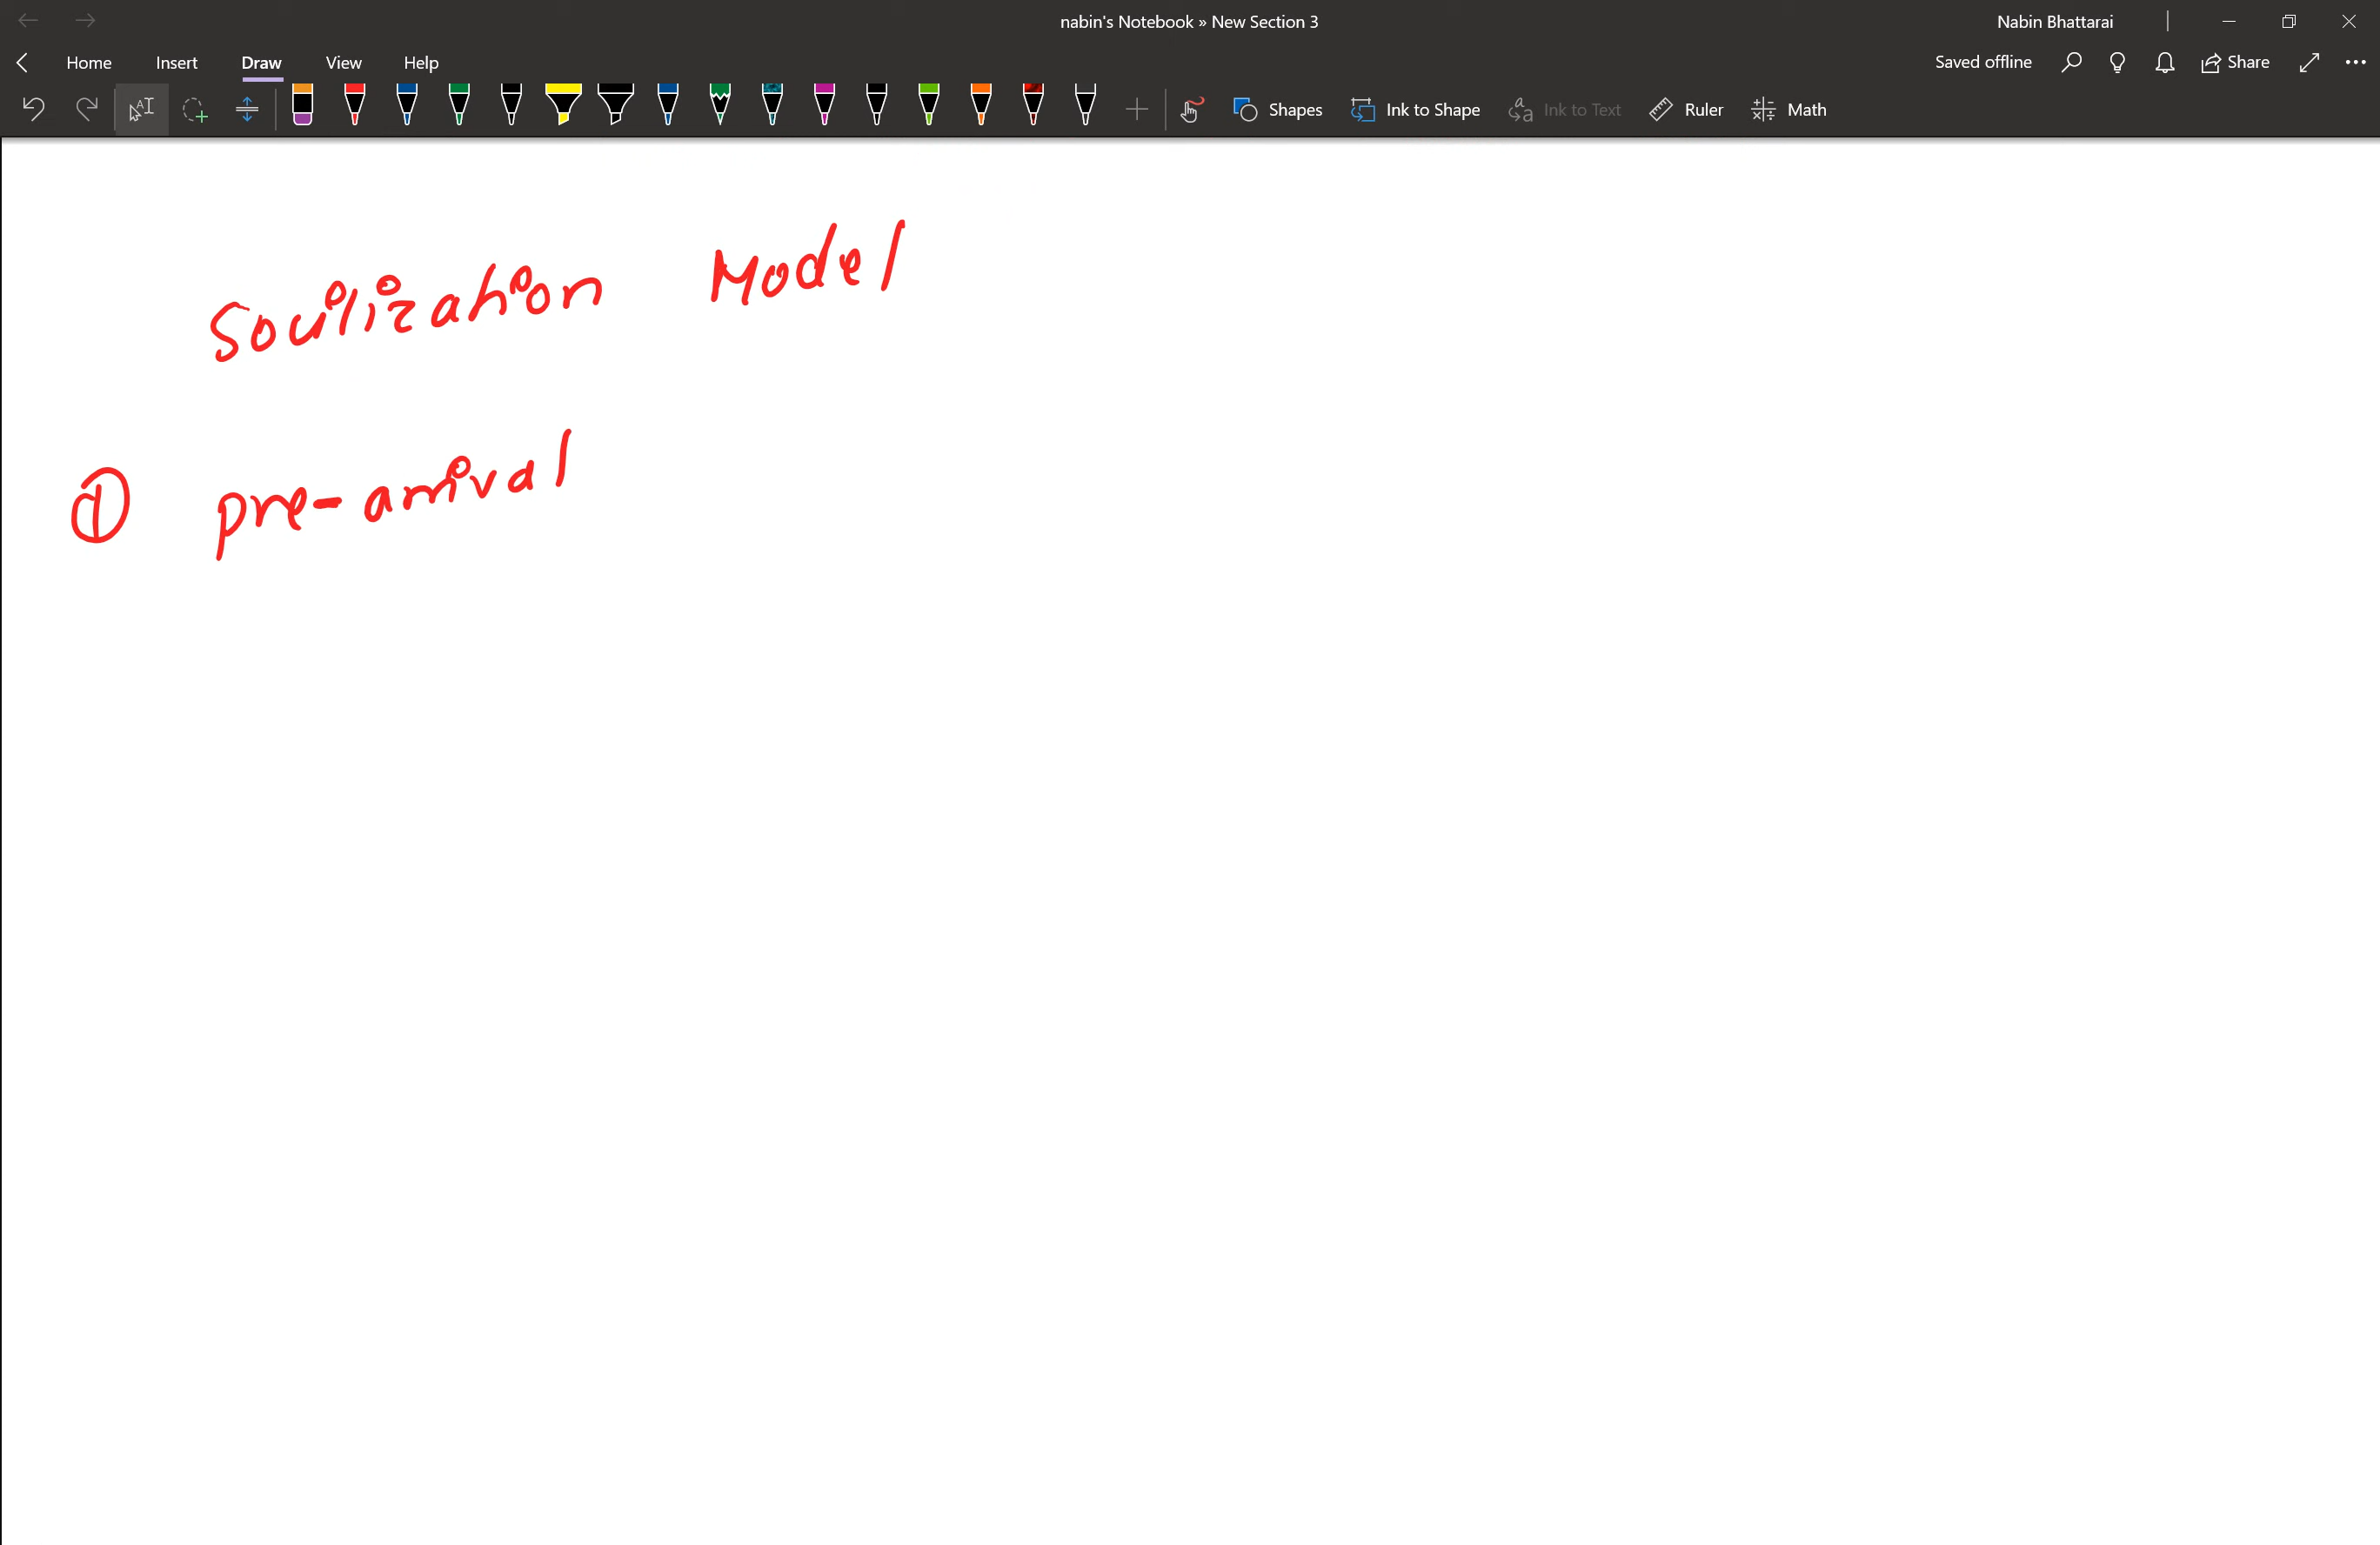 nabin's Notebook » New Section 3
Nabin Bhattarai
Home Insert Draw View Help
Saved offline
Share
Shapes Ink to Shape Ink to Text Ruler Math
Socilization Model
① pre-arrival